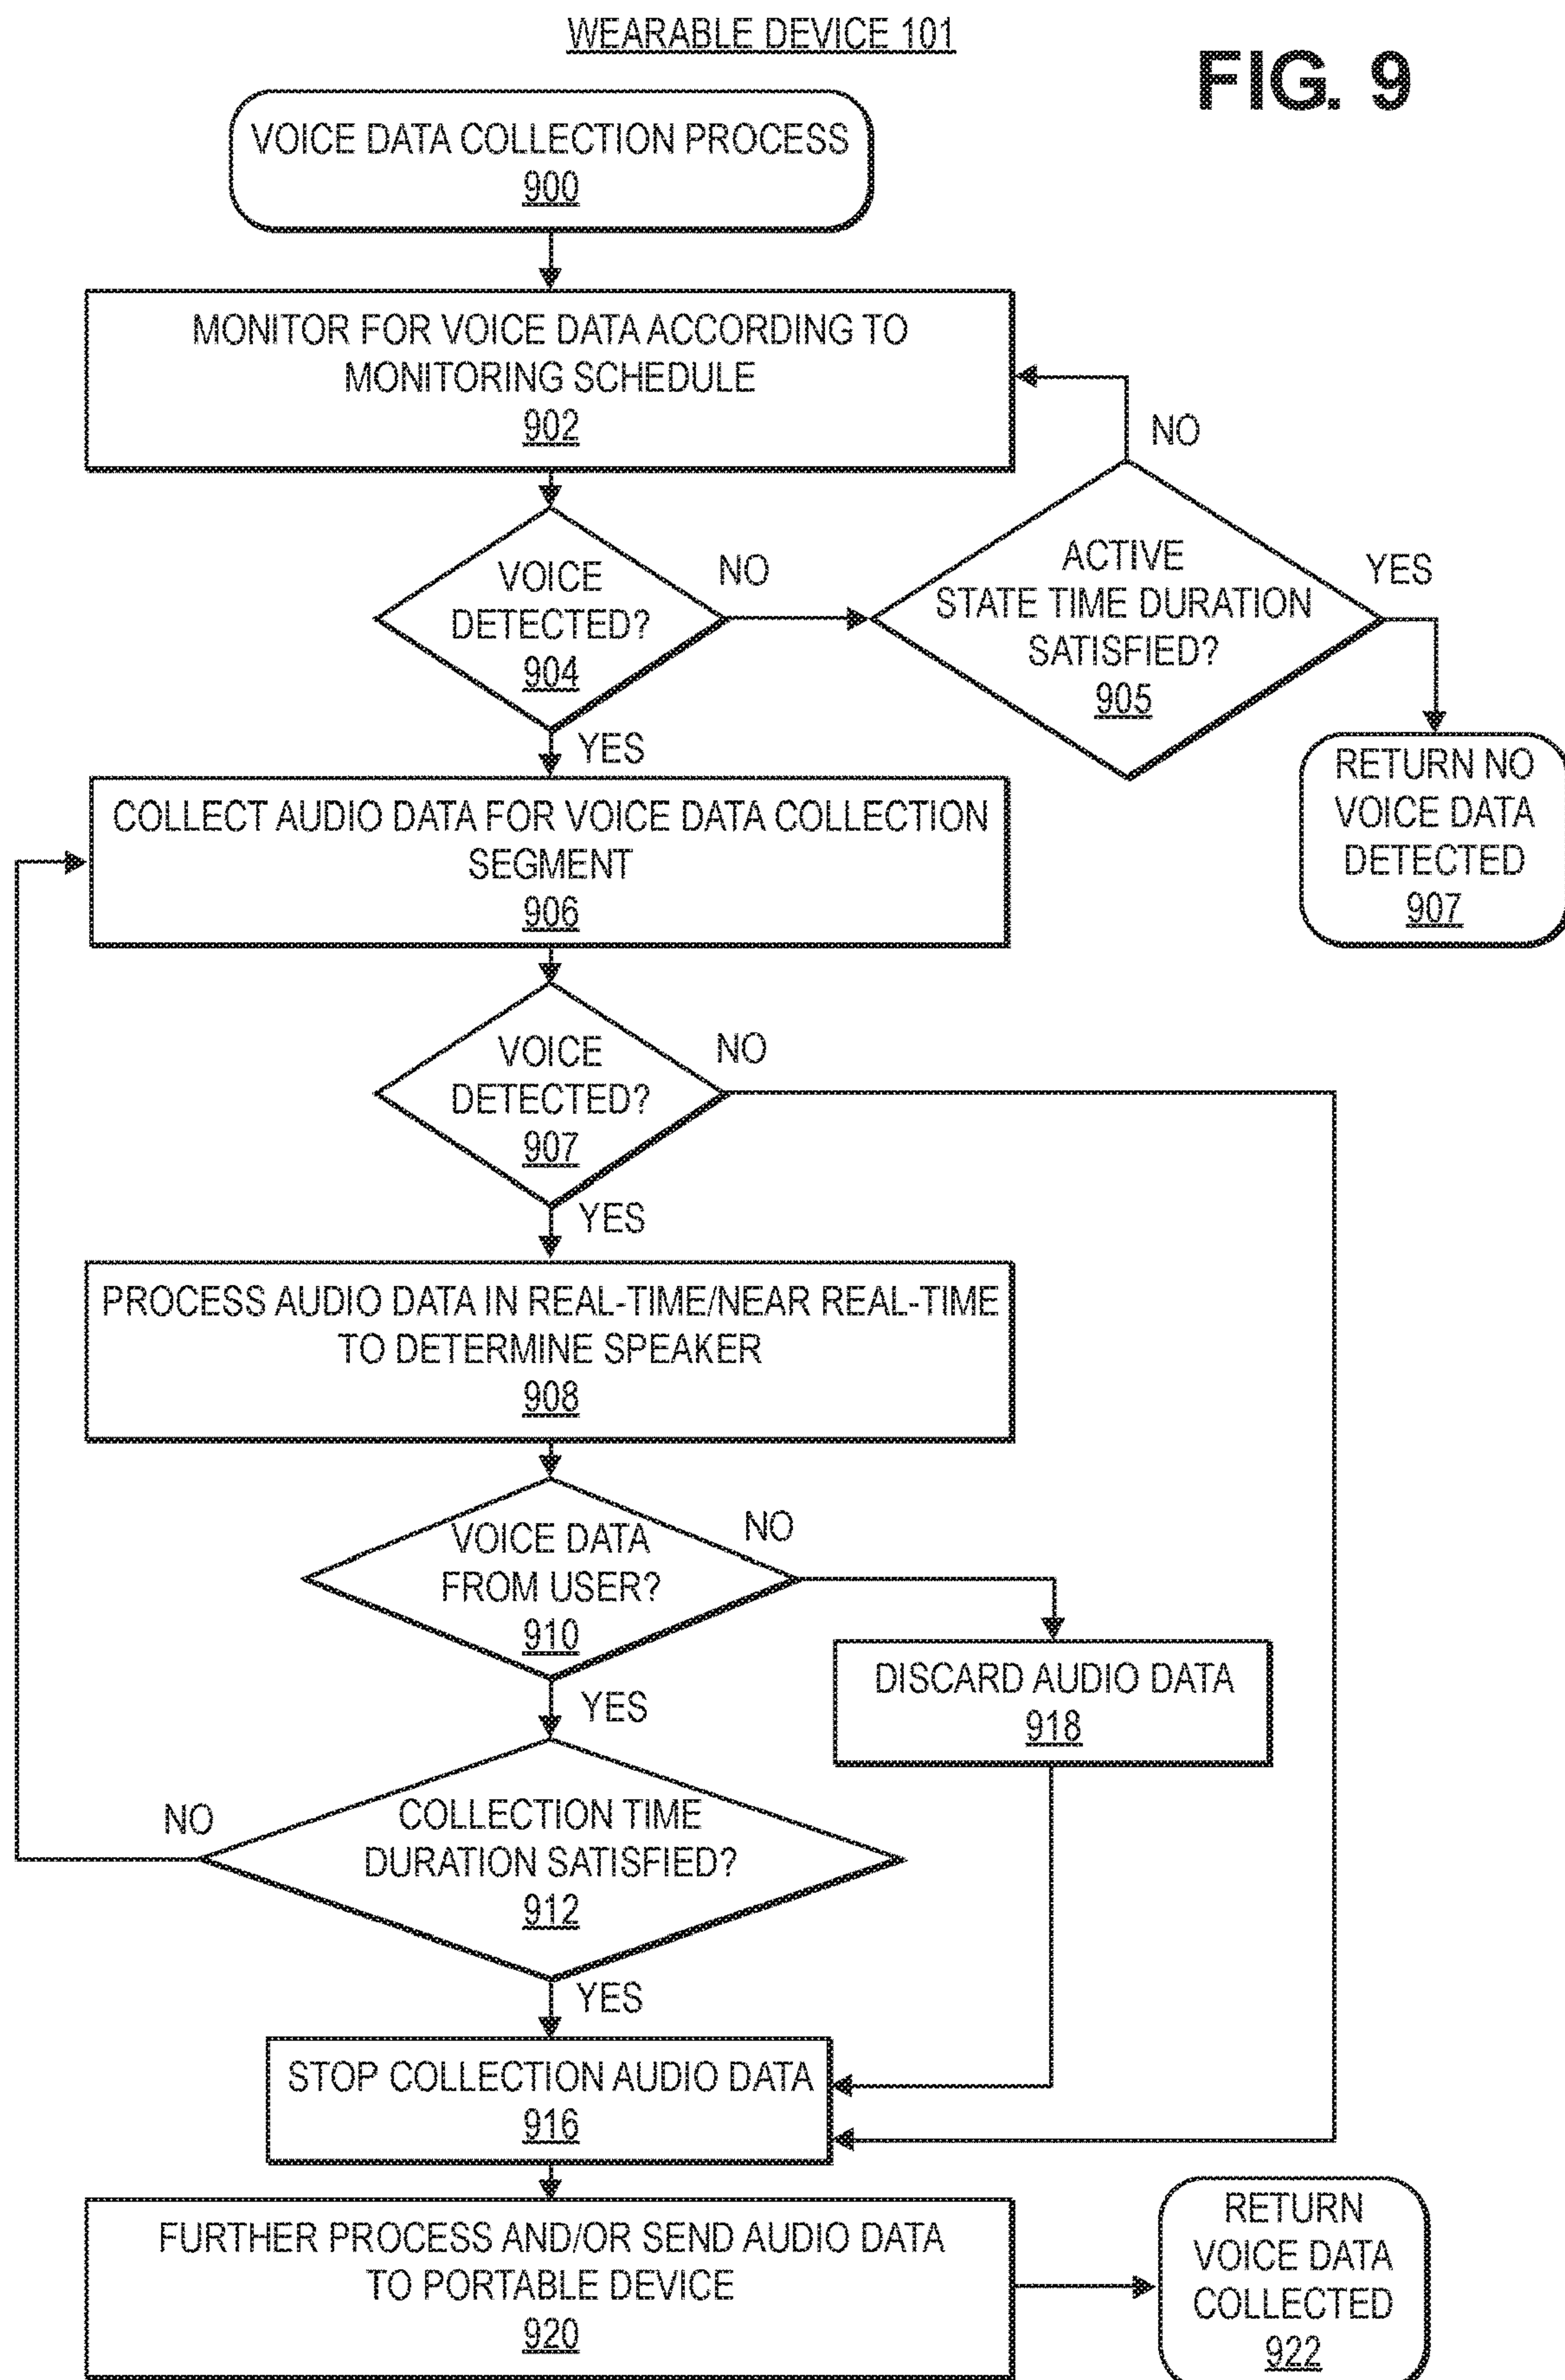 WEARABLE DEVICE 101
FIG. 9
VOICE DATA COLLECTION PROCESS
900
MONITOR FOR VOICE DATA ACCORDING TO
MONITORING SCHEDULE
902
NO
VOICE
DETECTED?
904
NO
ACTIVE
STATE TIME DURATION
SATISFIED?
905
YES
YES
RETURN NO
VOICE DATA
DETECTED
907
COLLECT AUDIO DATA FOR VOICE DATA COLLECTION
SEGMENT
906
VOICE
DETECTED?
907
NO
YES
PROCESS AUDIO DATA IN REAL-TIME/NEAR REAL-TIME
TO DETERMINE SPEAKER
908
VOICE DATA
FROM USER?
910
NO
YES
DISCARD AUDIO DATA
918
NO
COLLECTION TIME
DURATION SATISFIED?
912
YES
STOP COLLECTION AUDIO DATA
916
FURTHER PROCESS AND/OR SEND AUDIO DATA
TO PORTABLE DEVICE
920
RETURN
VOICE DATA
COLLECTED
922